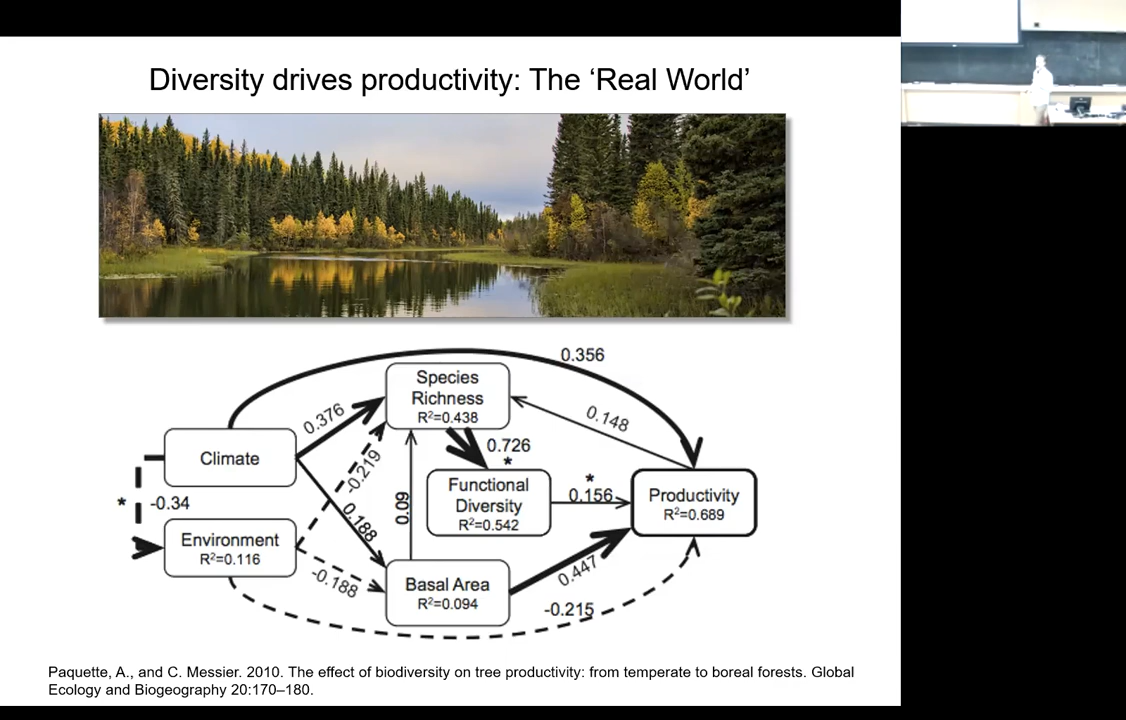 Diversity drives productivity: The ‘Real World’
0.356
Species
Richness
R²=0.438
0.376
0.148
Climate
0.726
*
-0.219
Functional
Diversity
R²=0.542
*
0.156
Productivity
R²=0.689
*
-0.34
0.188
0.09
Environment
R²=0.116
-0.188
Basal Area
R²=0.094
0.447
-0.215
Paquette, A., and C. Messier. 2010. The effect of biodiversity on tree productivity: from temperate to boreal forests. Global
Ecology and Biogeography 20:170–180.